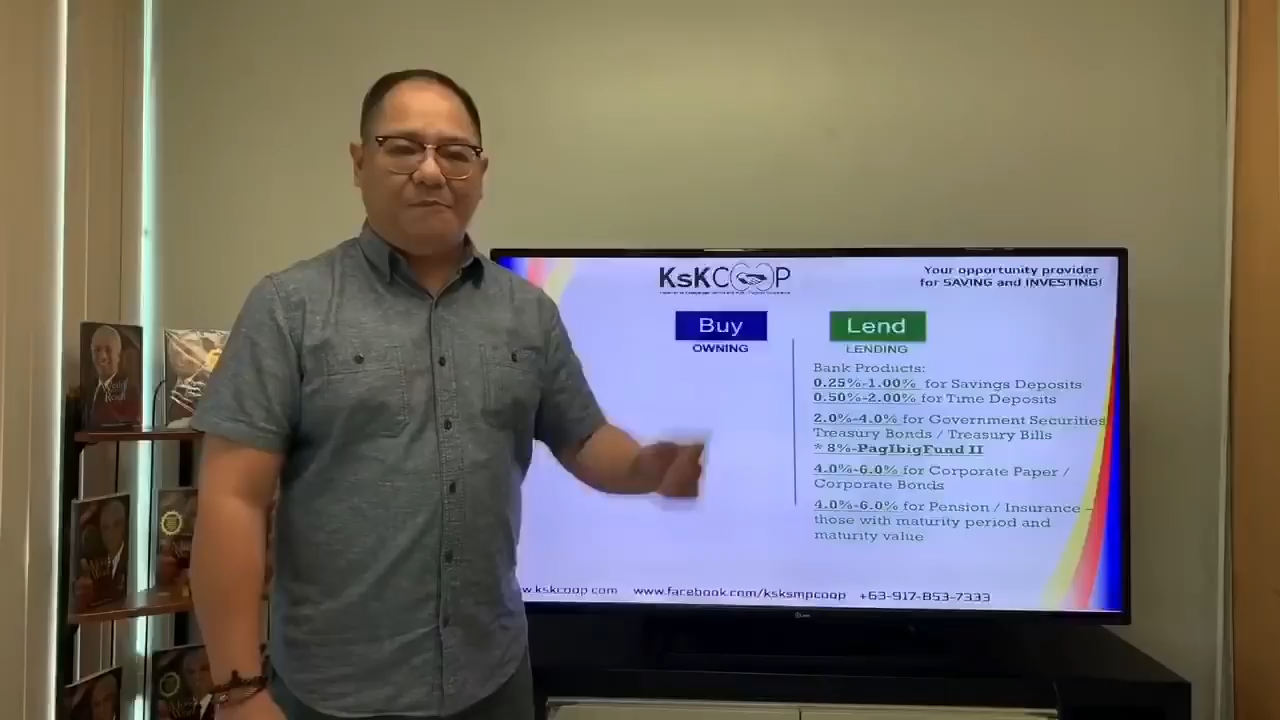 KsKCOOP
Your opportunity provider
for SAVING and INVESTING!
Buy
OWNING
Lend
LENDING
Bank Products:
0.25%-1.00% for Savings Deposits
0.50%-2.00% for Time Deposits
2.0%-4.0% for Government Securities
Treasury Bonds / Treasury Bills
* 8%-PagIbigFund II
4.0%-6.0% for Corporate Paper /
Corporate Bonds
4.0%-6.0% for Pension / Insurance –
those with maturity period and
maturity value
w.kskcoop.com www.facebook.com/ksksmpcoop +63-917-853-7333